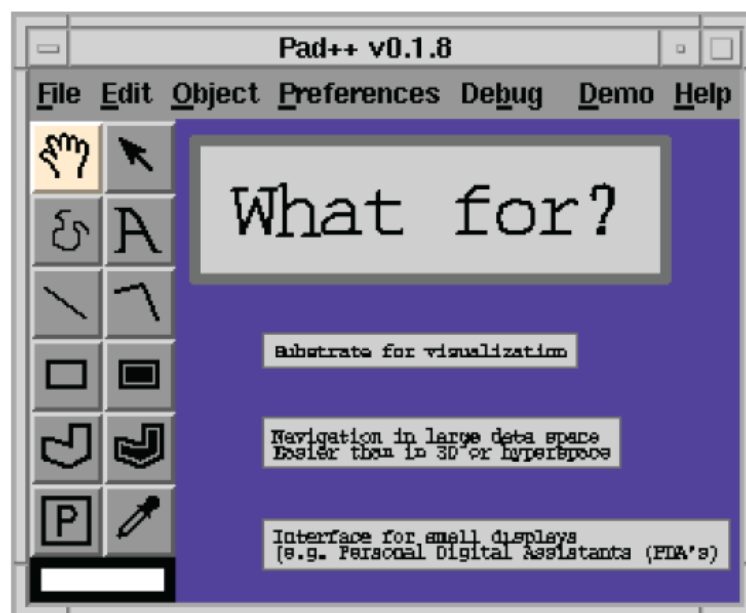 Pad++ v0.1.8
File Edit Object Preferences Debug Demo Help
What for?
A
Substrate for visualization
Navigation in large data space
Easier than in 3D or hyperspace
P
Interface for small displays
(e.g. Personal Digital Assistants (PDA's)